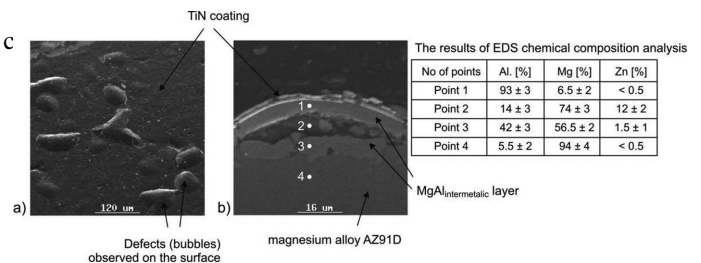 TiN coating
c
The results of EDS chemical composition analysis
No of points Al. [%] Mg [%] Zn [%]
Point 1 93 ± 3 6.5 ± 2 < 0.5
Point 2 14 ± 3 74 ± 3 12 ± 2
Point 3 42 ± 3 56.5 ± 2 1.5 ± 1
Point 4 5.5 ± 2 94 ± 4 < 0.5
1
2
3
4
a) 120 um
b) 16 um
MgAlintermetalic layer
Defects (bubbles)
observed on the surface
magnesium alloy AZ91D